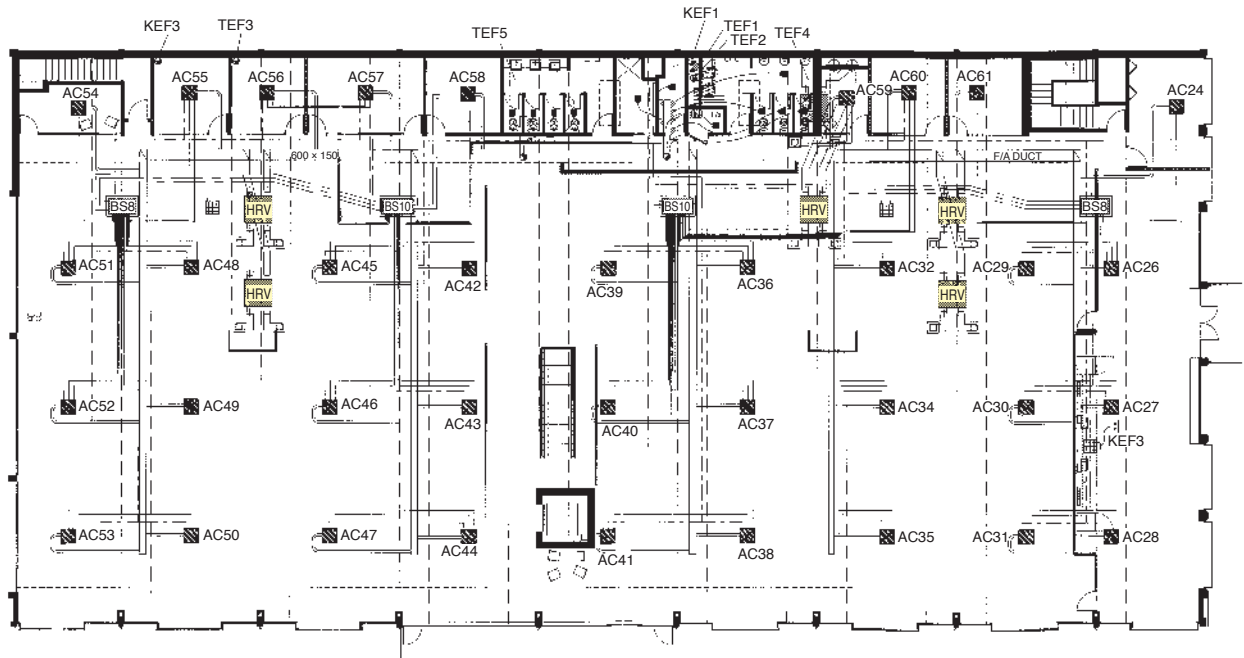 KEF3
TEF3
TEF5
KEF1
TEF1
TEF2
TEF4
AC54
AC55
AC56
AC57
AC58
AC59
AC60
AC61
AC24
600 × 150
F/A DUCT
BS8
HRV
BS10
BS10
HRV
HRV
BS8
AC51
AC48
AC45
AC42
AC39
AC36
AC32
AC29
AC26
HRV
HRV
AC52
AC49
AC46
AC43
AC40
AC37
AC34
AC30
AC27
KEF3
AC53
AC50
AC47
AC44
AC41
AC38
AC35
AC31
AC28